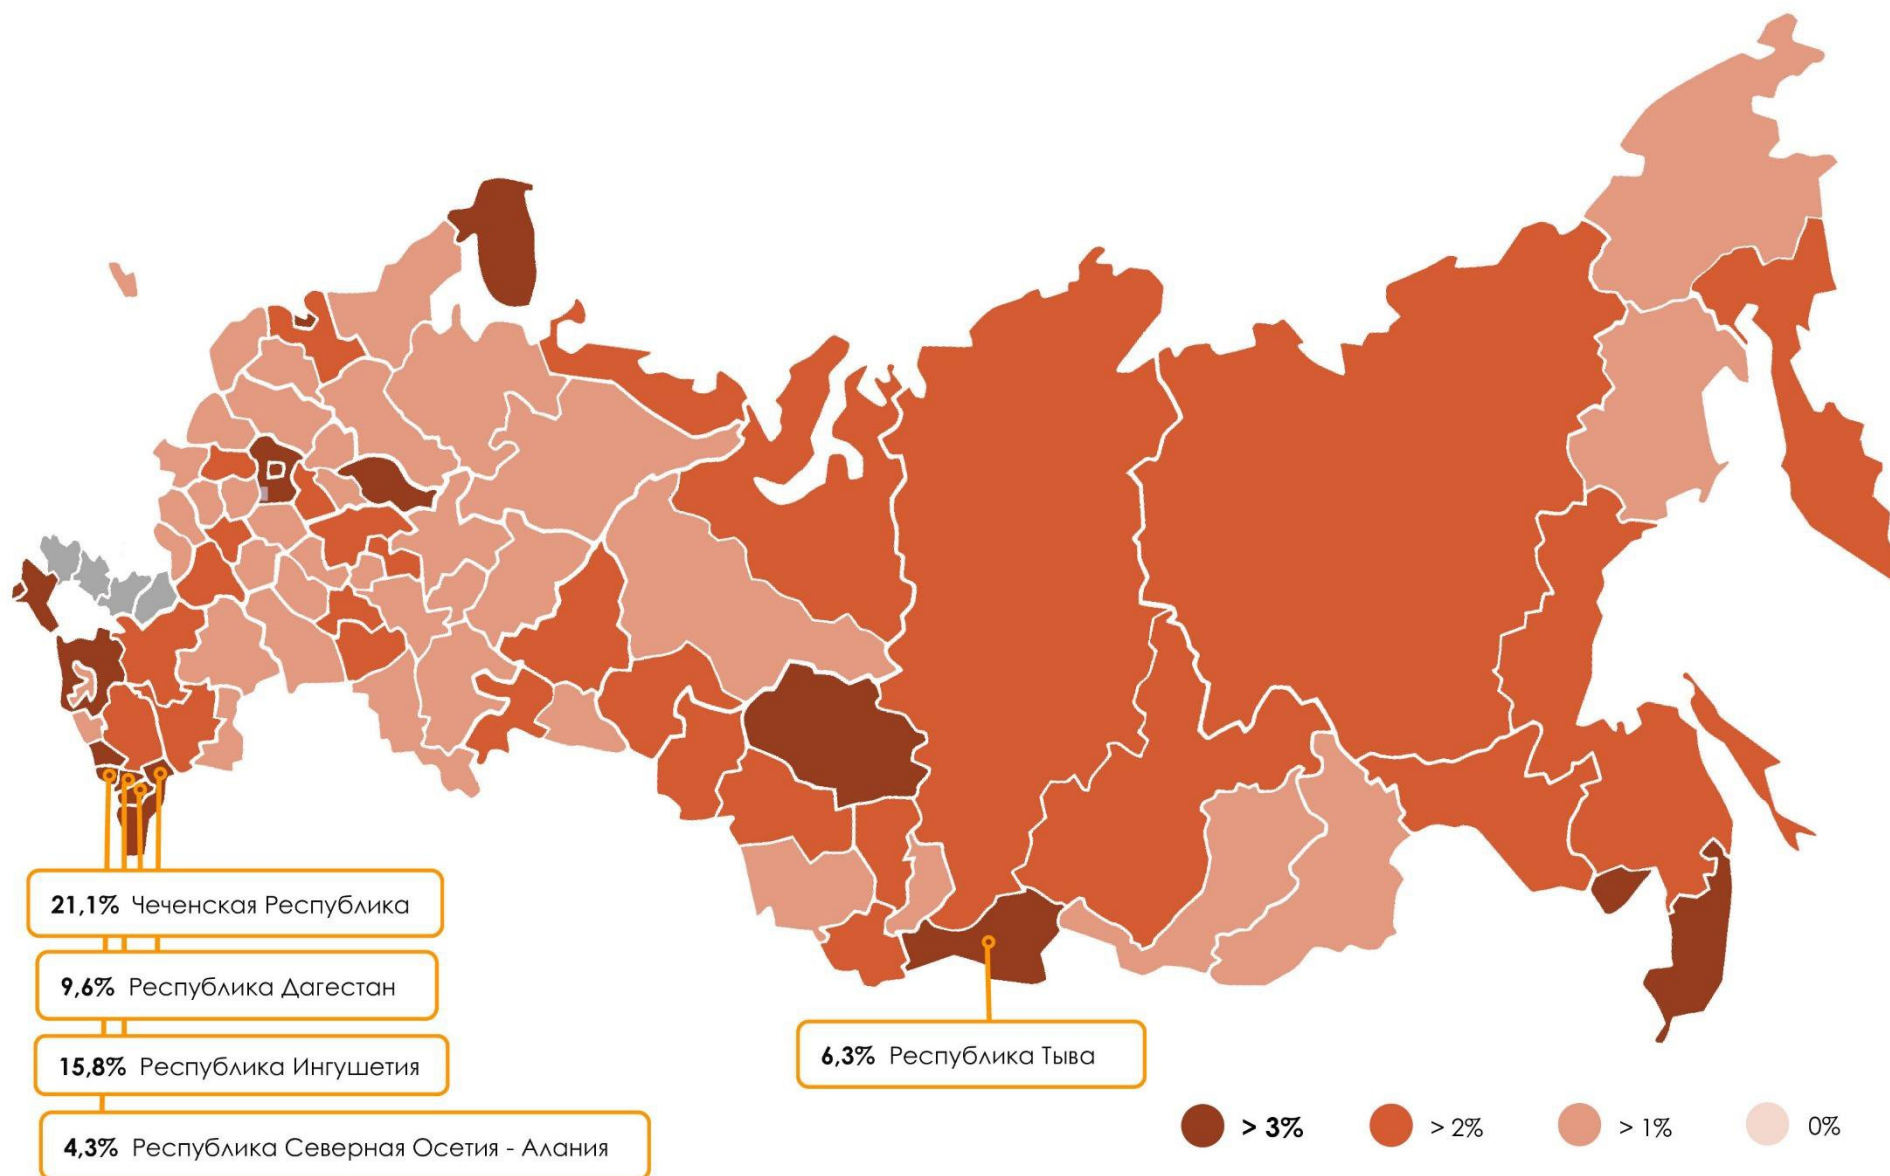 21,1% Чеченская Республика
9,6% Республика Дагестан
15,8% Республика Ингушетия
4,3% Республика Северная Осетия - Алания
6,3% Республика Тыва
> 3%
> 2%
> 1%
0%